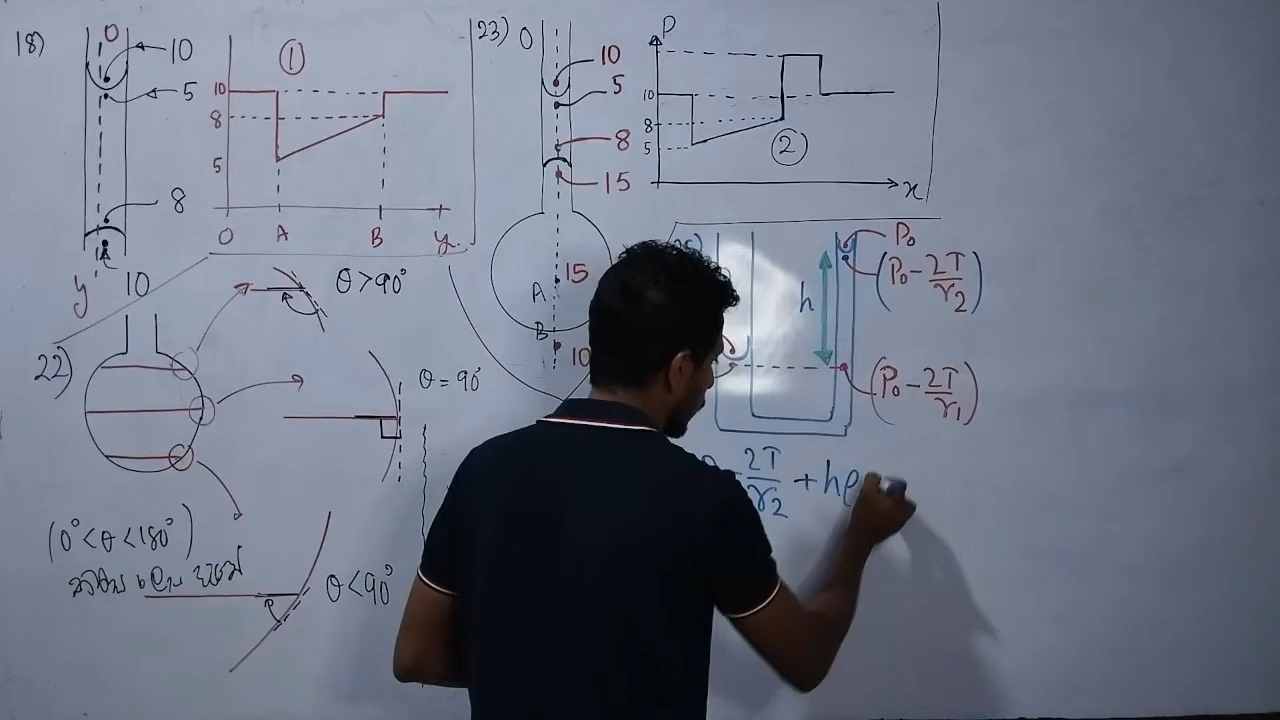 18)
0
10
5
8
10
y
①
10
8
5
0 A B y
23) 0
10
5
8
15
15
A
B
10
P
10
8
5
②
x
22)
θ > 90°
θ = 90°
θ < 90°
(0° < θ < 180°)
P₀
(P₀ - 2T/r₂)
h
(P₀ - 2T/r₁)
2T/r₂ + hρ